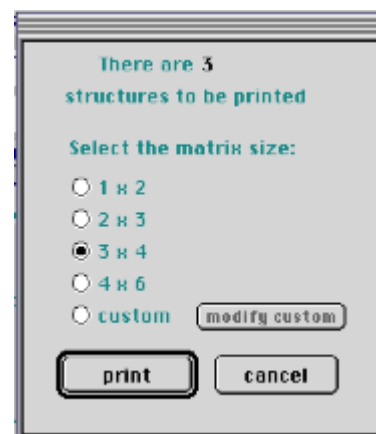 There are 3
structures to be printed
Select the matrix size:
1 x 2
2 x 3
3 x 4
4 x 6
custom modify custom
print cancel